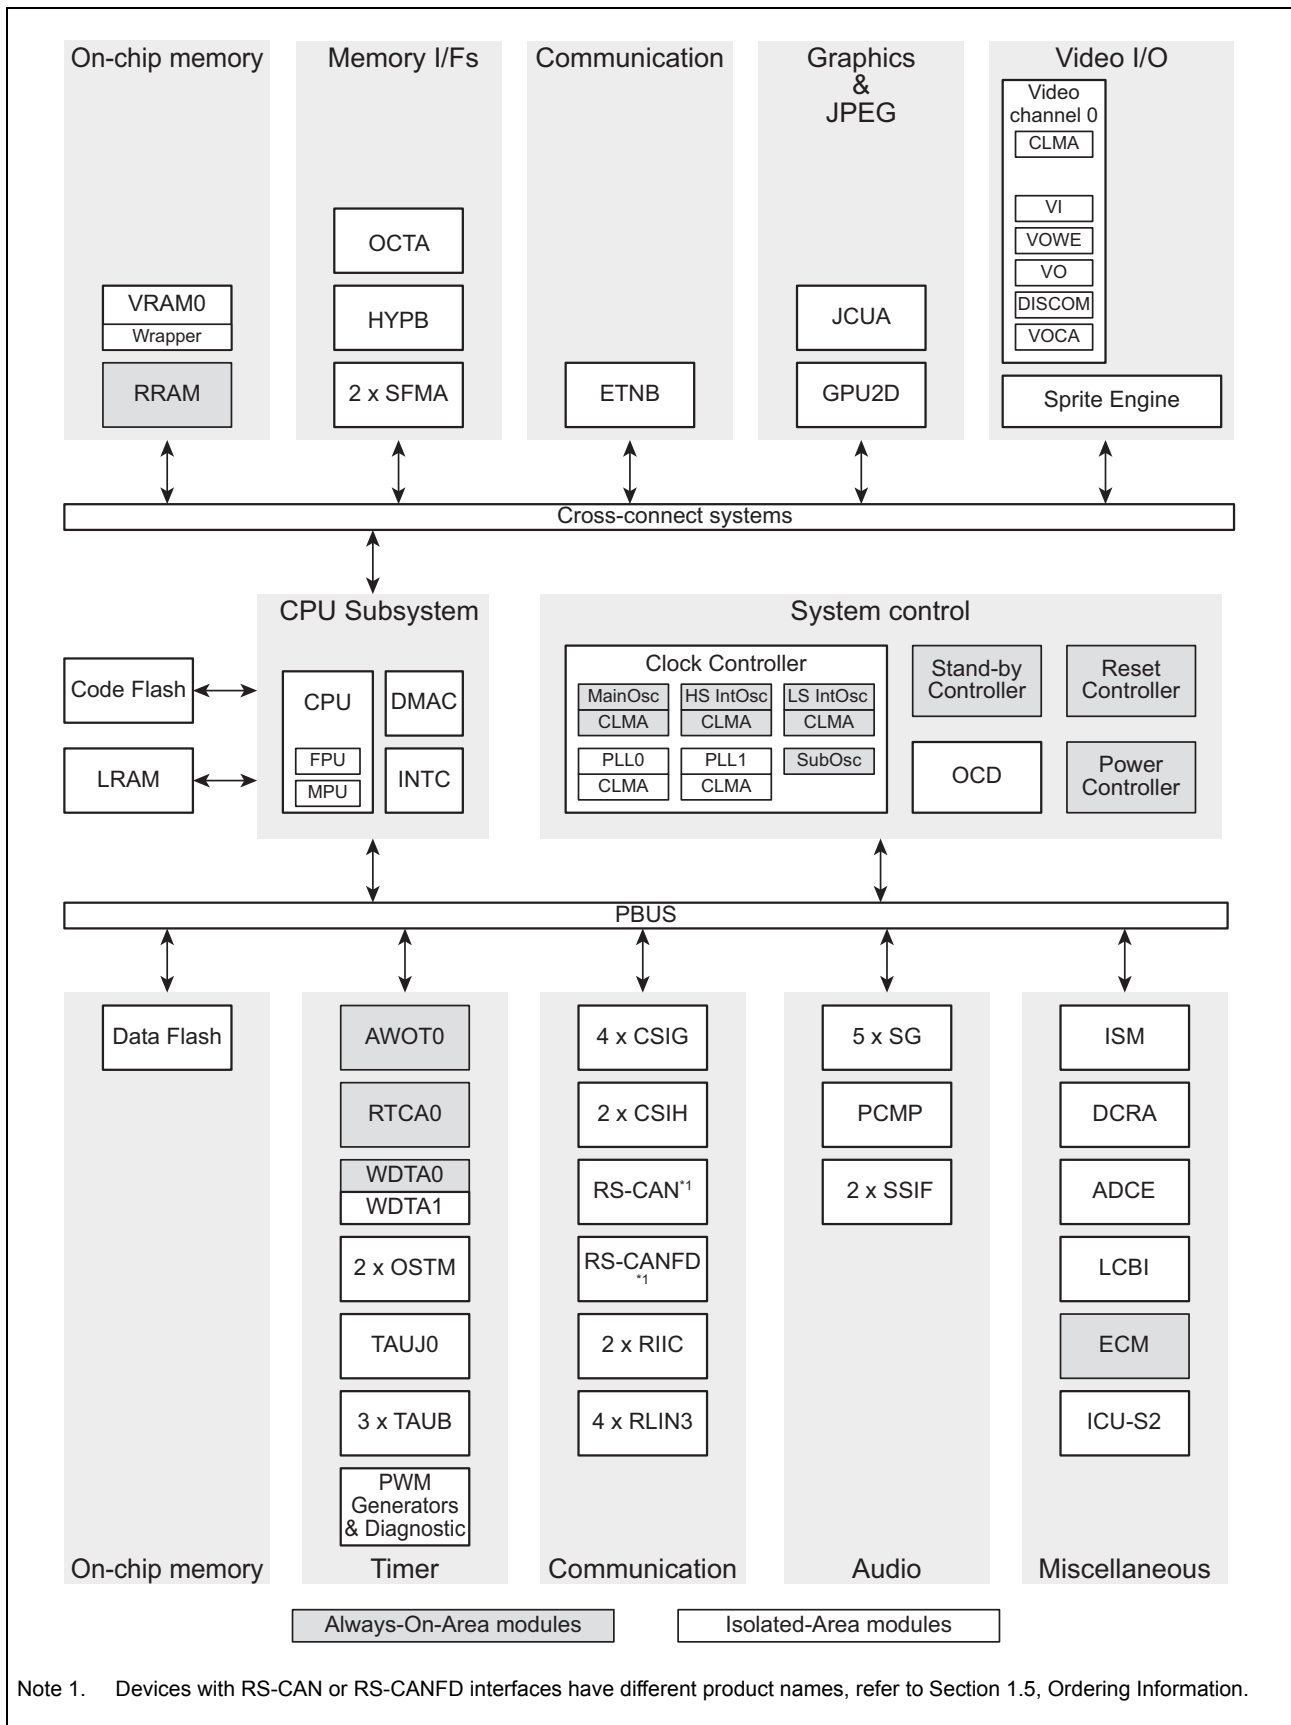 On-chip memory
Memory I/Fs
Communication
Graphics
&
JPEG
Video I/O
Video
channel 0
CLMA
VI
VOWE
VO
DISCOM
VOCA
OCTA
VRAM0
Wrapper
HYPB
JCUA
RRAM
2 x SFMA
ETNB
GPU2D
Sprite Engine
Cross-connect systems
CPU Subsystem
Code Flash
LRAM
CPU
FPU
MPU
DMAC
INTC
System control
Clock Controller
MainOsc
CLMA
HS IntOsc
CLMA
LS IntOsc
CLMA
PLL0
CLMA
PLL1
CLMA
SubOsc
Stand-by
Controller
Reset
Controller
OCD
Power
Controller
PBUS
Data Flash
On-chip memory
AWOT0
RTCA0
WDTA0
WDTA1
2 x OSTM
TAUJ0
3 x TAUB
PWM
Generators
& Diagnostic
Timer
4 x CSIG
2 x CSIH
RS-CAN*1
RS-CANFD
*1
2 x RIIC
4 x RLIN3
Communication
5 x SG
PCMP
2 x SSIF
Audio
ISM
DCRA
ADCE
LCBI
ECM
ICU-S2
Miscellaneous
Always-On-Area modules
Isolated-Area modules
Note 1. Devices with RS-CAN or RS-CANFD interfaces have different product names, refer to Section 1.5, Ordering Information.